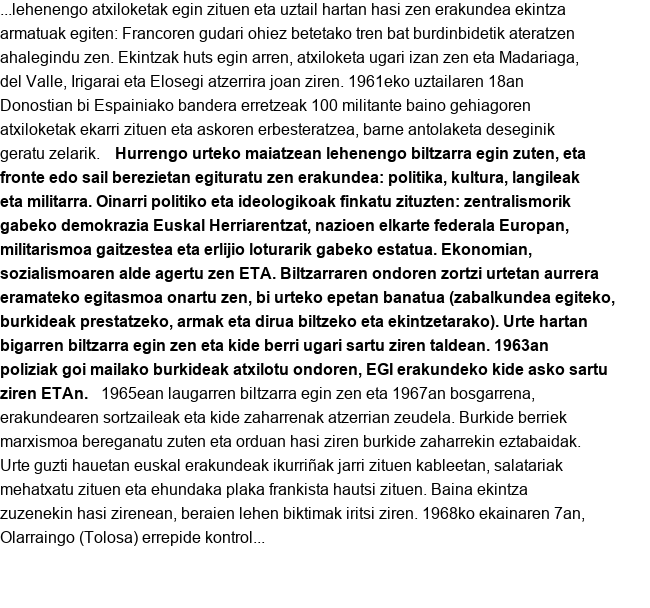 ...lehenengo atxiloketak egin zituen eta uztail hartan hasi zen erakundea ekintza
armatuak egiten: Francoren gudari ohiez betetako tren bat burdinbidetik ateratzen
ahalegindu zen. Ekintzak huts egin arren, atxiloketa ugari izan zen eta Madariaga,
del Valle, Irigarai eta Elosegi atzerrira joan ziren. 1961eko uztailaren 18an
Donostian bi Espainiako bandera erretzeak 100 militante baino gehiagoren
atxiloketak ekarri zituen eta askoren erbesteratzea, barne antolaketa deseginik
geratu zelarik. Hurrengo urteko maiatzean lehenengo biltzarra egin zuten, eta
fronte edo sail berezietan egituratu zen erakundea: politika, kultura, langileak
eta militarra. Oinarri politiko eta ideologikoak finkatu zituzten: zentralismorik
gabeko demokrazia Euskal Herriarentzat, nazioen elkarte federala Europan,
militarismoa gaitzestea eta erlijio loturarik gabeko estatua. Ekonomian,
sozialismoaren alde agertu zen ETA. Biltzarraren ondoren zortzi urtetan aurrera
eramateko egitasmoa onartu zen, bi urteko epetan banatua (zabalkundea egiteko,
burkideak prestatzeko, armak eta dirua biltzeko eta ekintzetarako). Urte hartan
bigarren biltzarra egin zen eta kide berri ugari sartu ziren taldean. 1963an
poliziak goi mailako burkideak atxilotu ondoren, EGI erakundeko kide asko sartu
ziren ETAn. 1965ean laugarren biltzarra egin zen eta 1967an bosgarrena,
erakundearen sortzaileak eta kide zaharrenak atzerrian zeudela. Burkide berriek
marxismoa bereganatu zuten eta orduan hasi ziren burkide zaharrekin eztabaidak.
Urte guzti hauetan euskal erakundeak ikurriñak jarri zituen kableetan, salatariak
mehatxatu zituen eta ehundaka plaka frankista hautsi zituen. Baina ekintza
zuzenekin hasi zirenean, beraien lehen biktimak iritsi ziren. 1968ko ekainaren 7an,
Olarraingo (Tolosa) errepide kontrol...